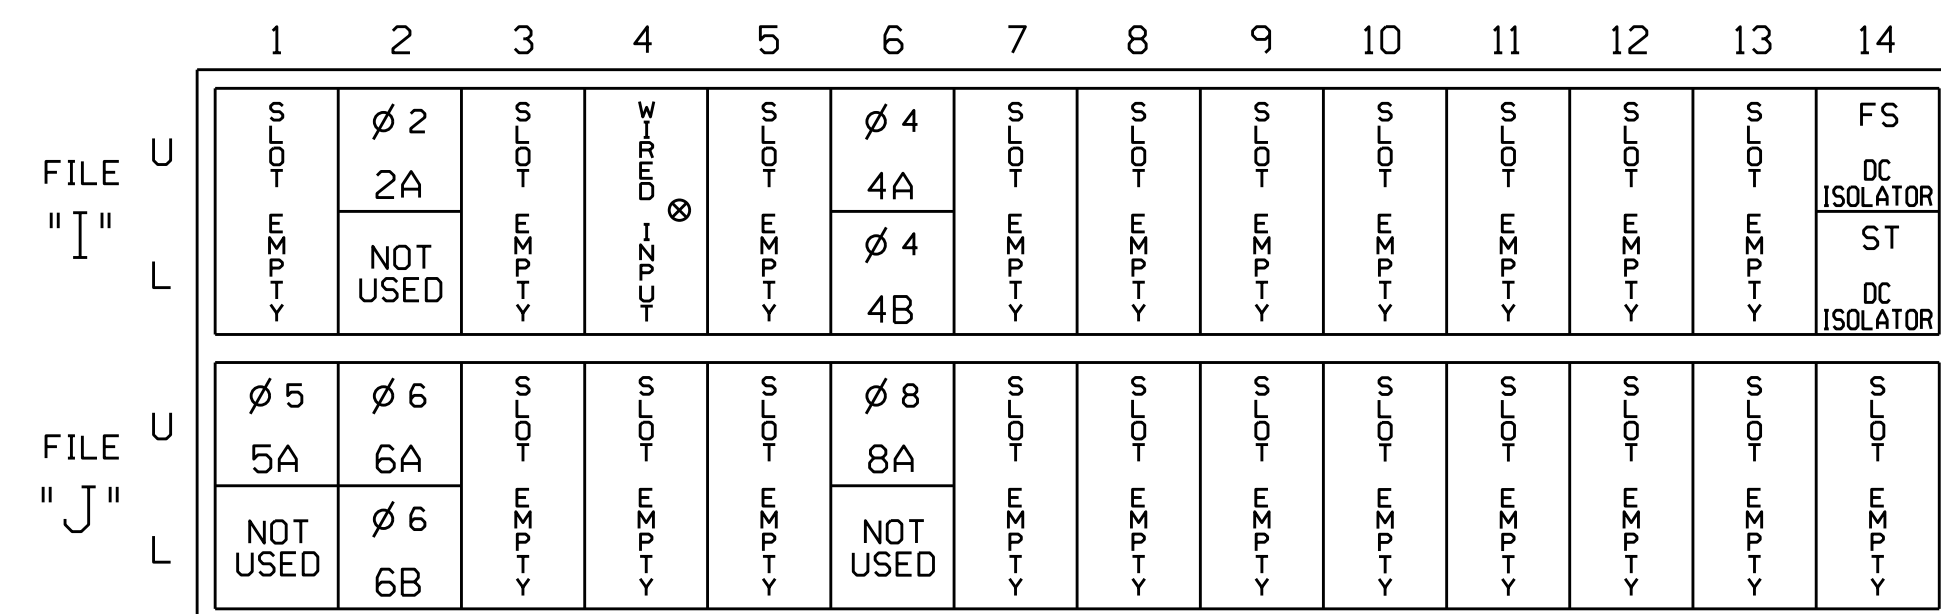 1 2 3 4 5 6 7 8 9 10 11 12 13 14
FILE "I"
U
L
SLOT EMPTY
Ø 2
2A
NOT USED
SLOT EMPTY
WIRED INPUT ⊗
SLOT EMPTY
Ø 4
4A
Ø 4
4B
SLOT EMPTY
SLOT EMPTY
SLOT EMPTY
SLOT EMPTY
SLOT EMPTY
SLOT EMPTY
SLOT EMPTY
FS
DC
ISOLATOR
ST
DC
ISOLATOR
FILE "J"
U
L
Ø 5
5A
NOT USED
Ø 6
6A
Ø 6
6B
SLOT EMPTY
SLOT EMPTY
SLOT EMPTY
Ø 8
8A
NOT USED
SLOT EMPTY
SLOT EMPTY
SLOT EMPTY
SLOT EMPTY
SLOT EMPTY
SLOT EMPTY
SLOT EMPTY
SLOT EMPTY